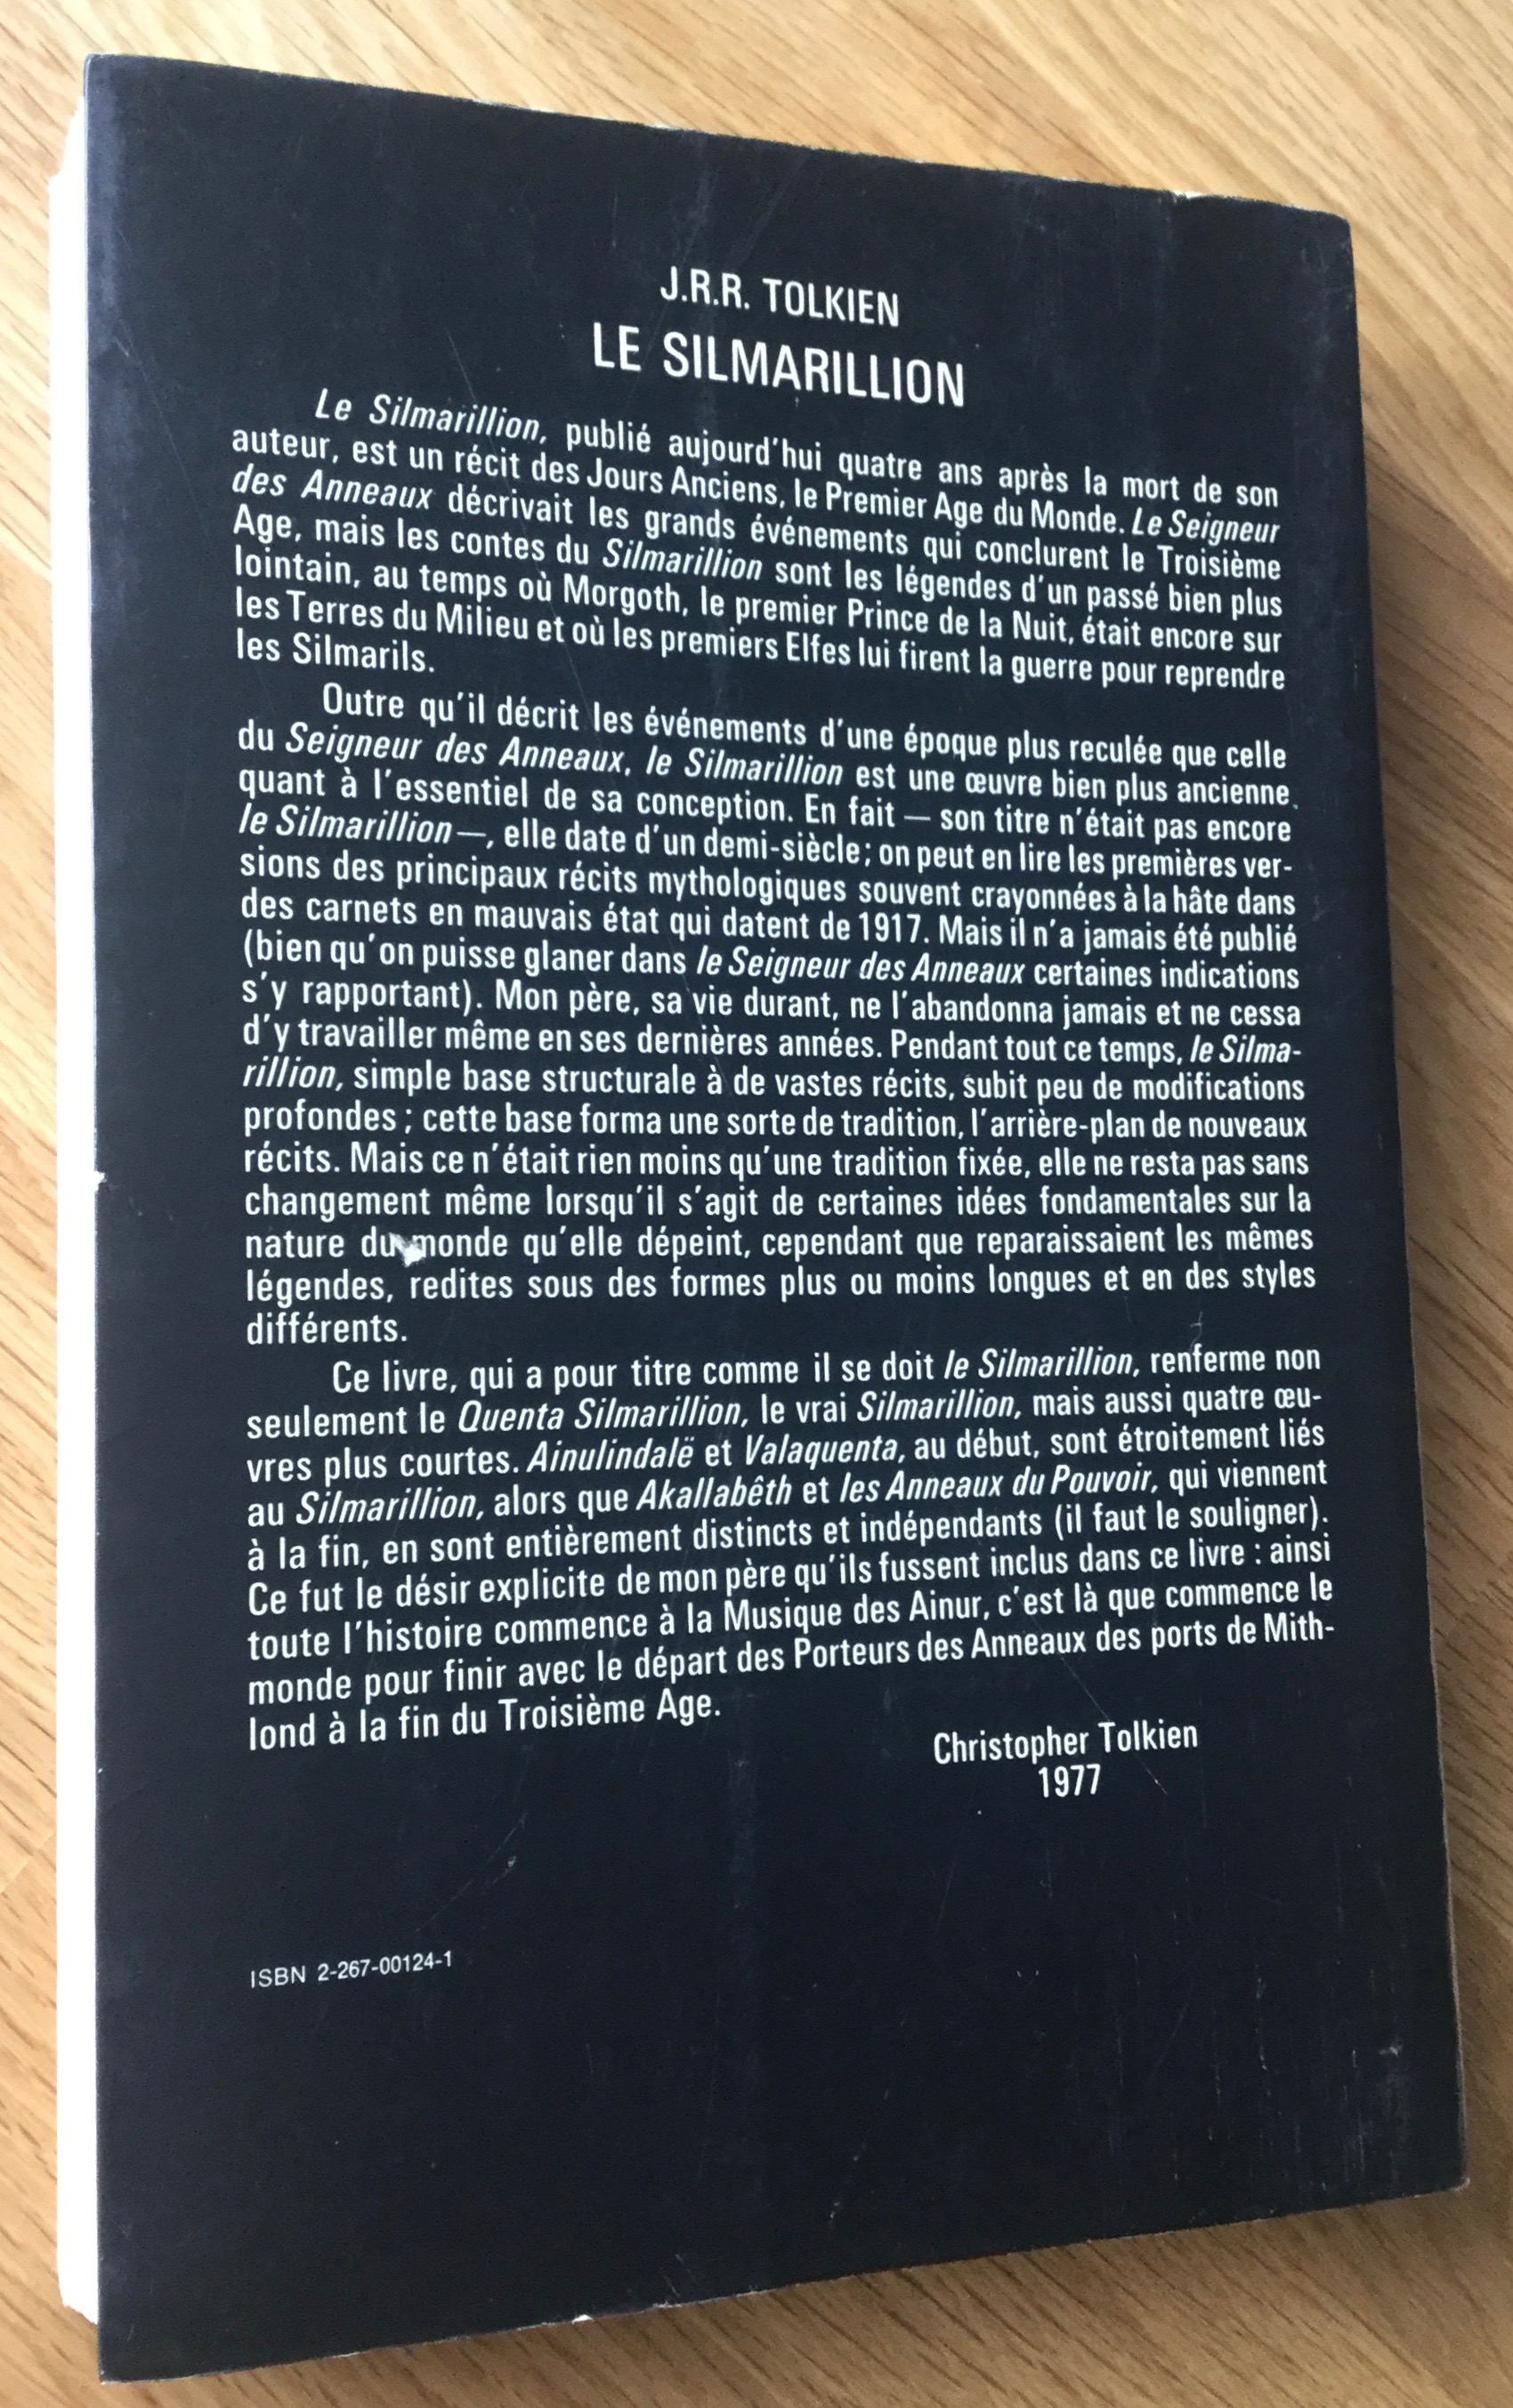 J.R.R. TOLKIEN
LE SILMARILLION
Le Silmarillion, publié aujourd'hui quatre ans après la mort de son
auteur, est un récit des Jours Anciens, le Premier Age du Monde. Le Seigneur
des Anneaux décrivait les grands événements qui conclurent le Troisième
Age, mais les contes du Silmarillion sont les légendes d'un passé bien plus
lointain, au temps où Morgoth, le premier Prince de la Nuit, était encore sur
les Terres du Milieu et où les premiers Elfes lui firent la guerre pour reprendre
les Silmarils.
Outre qu'il décrit les événements d'une époque plus reculée que celle
du Seigneur des Anneaux, le Silmarillion est une œuvre bien plus ancienne
quant à l'essentiel de sa conception. En fait — son titre n'était pas encore
le Silmarillion —, elle date d'un demi-siècle ; on peut en lire les premières ver-
sions des principaux récits mythologiques souvent crayonnées à la hâte dans
des carnets en mauvais état qui datent de 1917. Mais il n'a jamais été publié
(bien qu'on puisse glaner dans le Seigneur des Anneaux certaines indications
s'y rapportant). Mon père, sa vie durant, ne l'abandonna jamais et ne cessa
d'y travailler même en ses dernières années. Pendant tout ce temps, le Silma-
rillion, simple base structurale à de vastes récits, subit peu de modifications
profondes ; cette base forma une sorte de tradition, l'arrière-plan de nouveaux
récits. Mais ce n'était rien moins qu'une tradition fixée, elle ne resta pas sans
changement même lorsqu'il s'agit de certaines idées fondamentales sur la
nature du monde qu'elle dépeint, cependant que reparaissaient les mêmes
légendes, redites sous des formes plus ou moins longues et en des styles
différents.
Ce livre, qui a pour titre comme il se doit le Silmarillion, renferme non
seulement le Quenta Silmarillion, le vrai Silmarillion, mais aussi quatre œu-
vres plus courtes. Ainulindalë et Valaquenta, au début, sont étroitement liés
au Silmarillion, alors que Akallabêth et les Anneaux du Pouvoir, qui viennent
à la fin, en sont entièrement distincts et indépendants (il faut le souligner).
Ce fut le désir explicite de mon père qu'ils fussent inclus dans ce livre : ainsi
toute l'histoire commence à la Musique des Ainur, c'est là que commence le
monde pour finir avec le départ des Porteurs des Anneaux des ports de Mith-
lond à la fin du Troisième Age.
Christopher Tolkien
1977
ISBN 2-267-00124-1